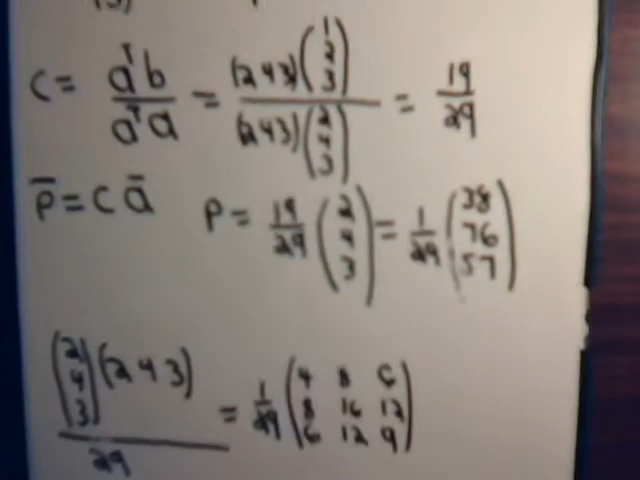 C = aᵀb / aᵀa = (2 4 3)(1 2 3) / (2 4 3)(2 4 3) = 19 / 29
p̄ = C ā P = 19/29 (2 4 3) = 1/29 (38 76 57)
(2 4 3)(2 4 3) / 29 = 1/29 (4 8 6
8 16 12
6 12 9)